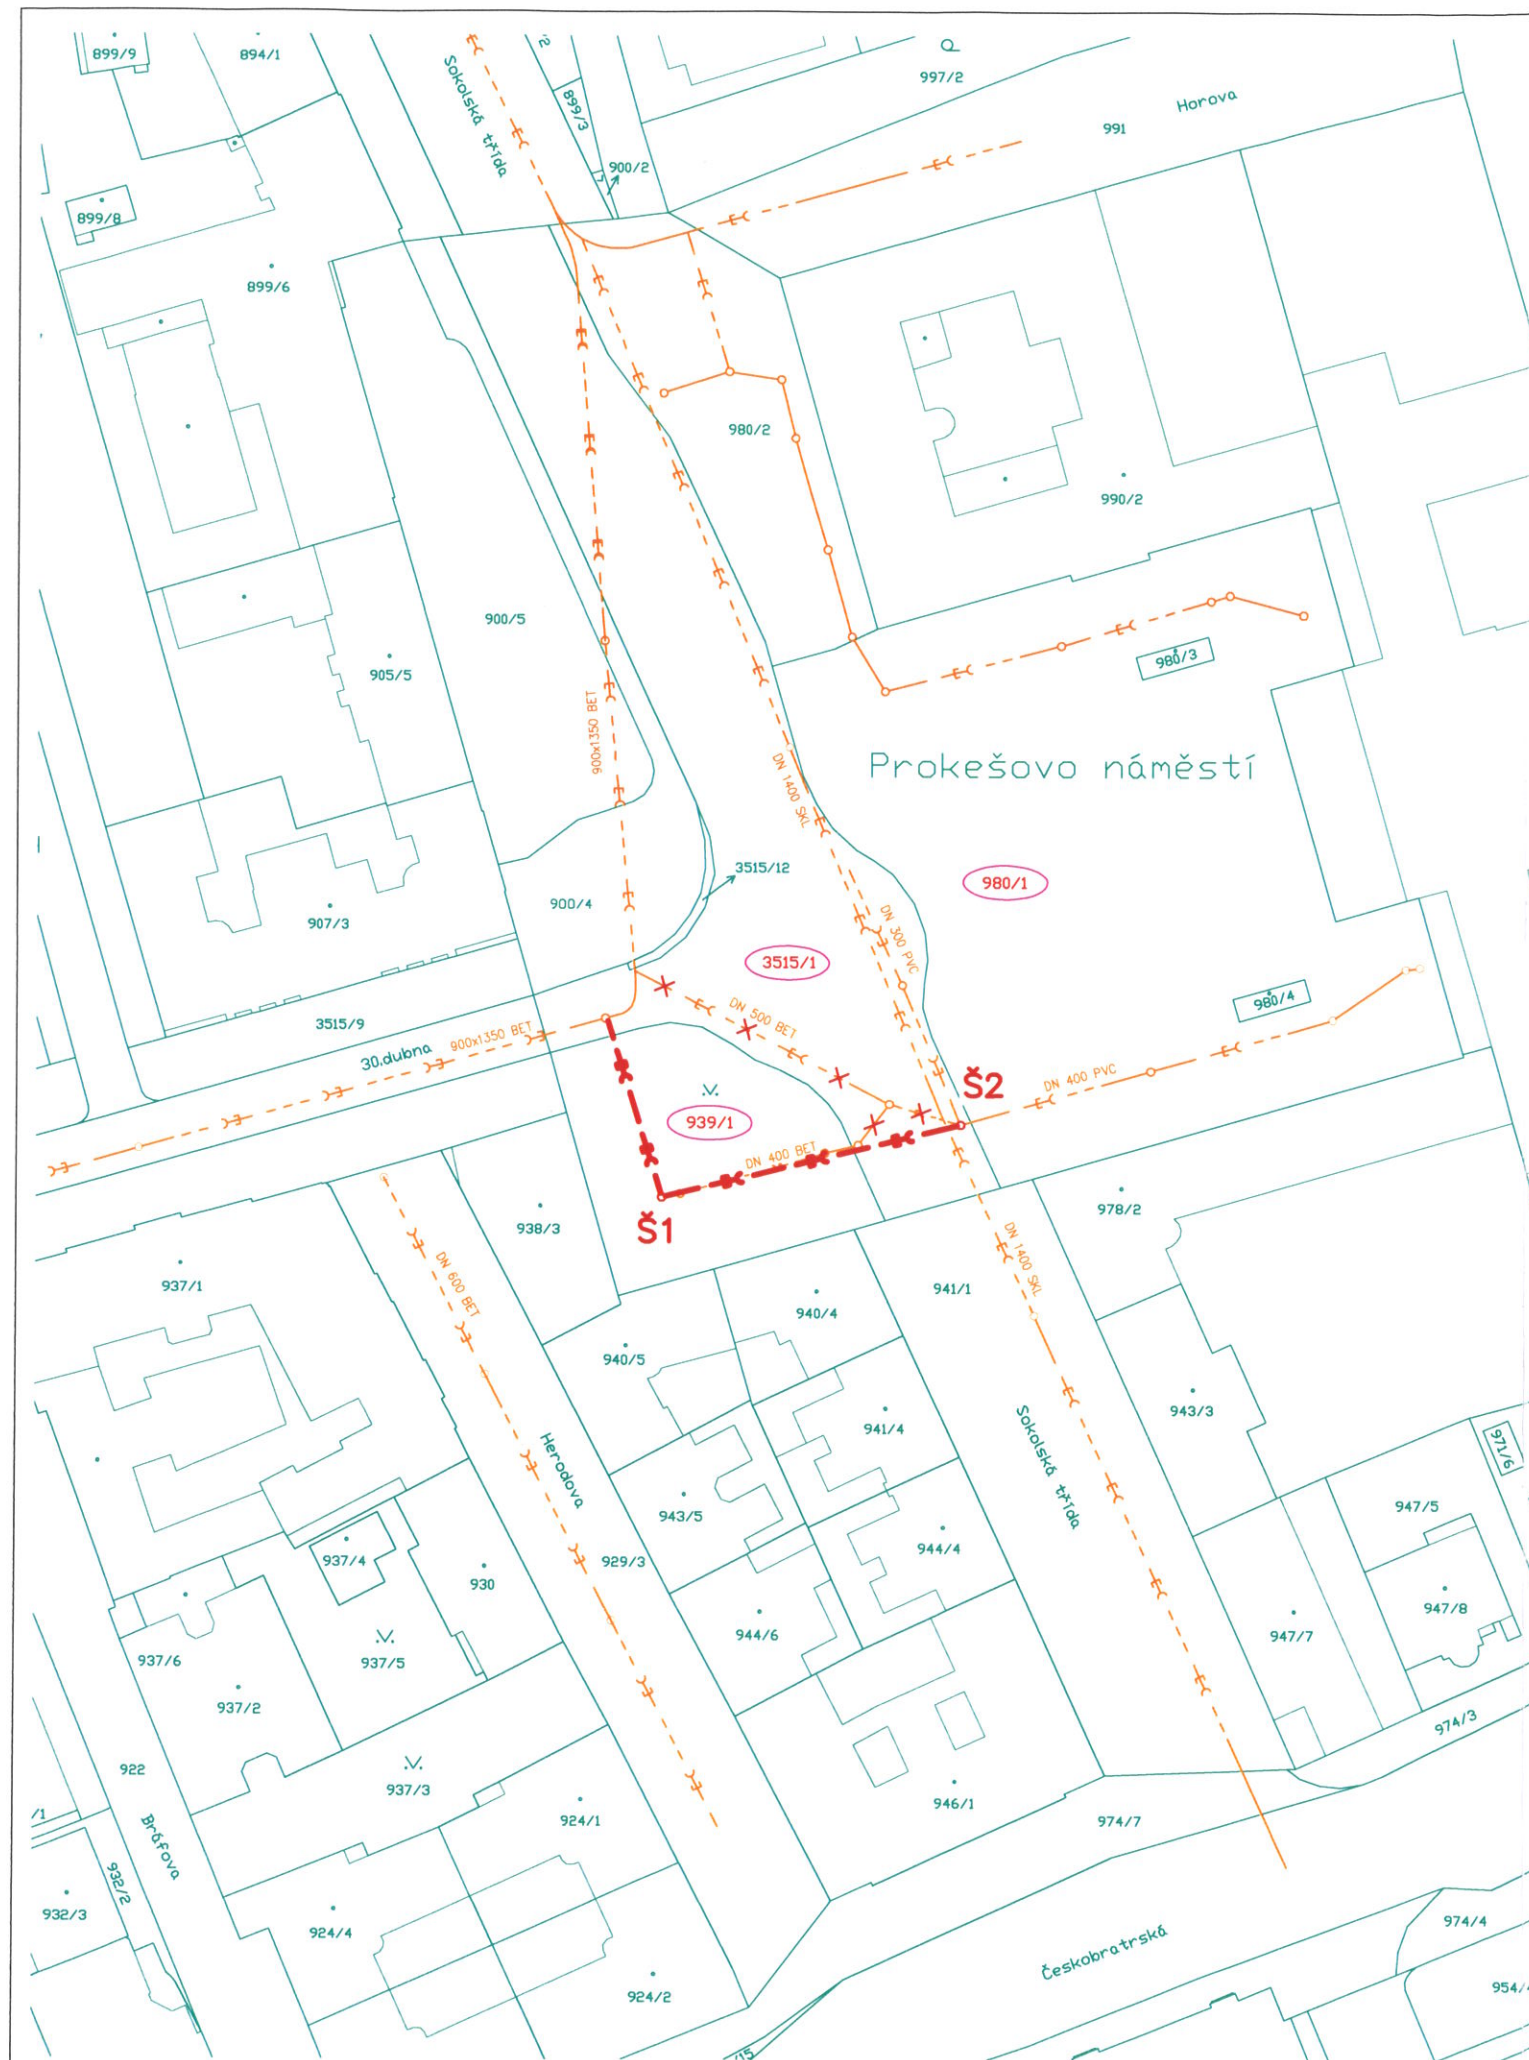 899/9
894/1
Sokolská třída
899/3
900/2
997/2
991
Horova
899/8
899/6
980/2
990/2
900/5
905/5
980/3
900x1350 BET
DN 1400 SKL
Prokešovo náměstí
3515/12
980/1
900/4
907/3
DN 300 PVC
3515/1
980/4
DN 500 BET
3515/9
30.dubna
900x1350 BET
Š2
DN 400 PVC
939/1
DN 400 BET
Š1
938/3
978/2
937/1
DN 600 BET
DN 1400 SKL
941/1
940/4
940/5
943/3
941/4
Herodova
Sokolská třída
971/6
943/5
947/5
937/4
944/4
929/3
930
947/8
944/6
947/7
937/6
937/5
937/2
974/3
922
937/3
946/1
924/1
974/7
Bráfova
932/2
932/3
924/4
974/4
Českobratrská
924/2